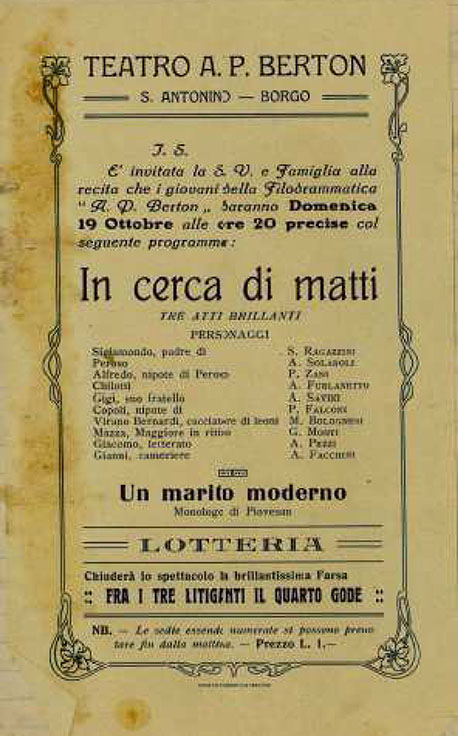 TEATRO A. P. BERTON
S. ANTONINO — BORGO
I. S.
E' invitata la S. V. e Famiglia alla
recita che i giovani della Filodrammatica
" A. P. Berton „ daranno Domenica
19 Ottobre alle ore 20 precise col
seguente programma:
In cerca di matti
TRE ATTI BRILLANTI
PERSONAGGI
Sigismondo, padre di S. RAGAZZINI
Peroso A. SOLAROLI
Alfredo, nipote di Peroso P. ZANI
Chilotti A. FURLANETTO
Gigi, suo fratello A. SAVINI
Copoli, nipote di P. FALCONI
Virano Bernardi, cacciatore di leoni M. BOLOGNESI
Mazza, Maggiore in ritiro G. MONTI
Giacomo, letterato A. PEZZI
Gianni, cameriere A. FACCHINI
Un marito moderno
Monologo di Piovesan
LOTTERIA
Chiuderà lo spettacolo la brillantissima Farsa
:: FRA I TRE LITIGANTI IL QUARTO GODE ::
NB. — Le sedie essendo numerate si possono preno
tare fin dalla mattina. — Prezzo L. 1,—